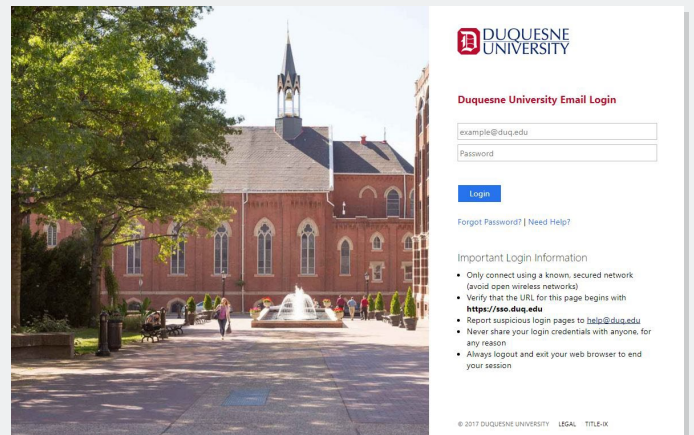 DUQUESNE
UNIVERSITY
Duquesne University Email Login
example@duq.edu
Password
Login
Forgot Password? | Need Help?
Important Login Information
• Only connect using a known, secured network
(avoid open wireless networks)
• Verify that the URL for this page begins with
https://sso.duq.edu
• Report suspicious login pages to help@duq.edu
• Never share your login credentials with anyone, for
any reason
• Always logout and exit your web browser to end
your session
© 2017 DUQUESNE UNIVERSITY LEGAL TITLE-IX